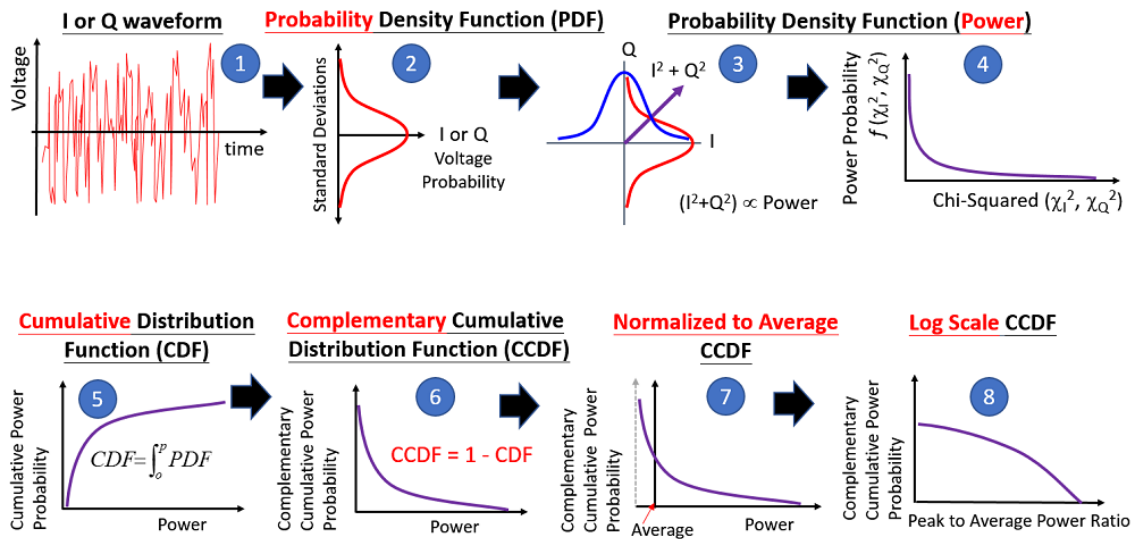 I or Q waveform
1
Voltage
time
Probability Density Function (PDF)
2
Standard Deviations
I or Q
Voltage
Probability
Probability Density Function (Power)
3
Q
I² + Q²
I
(I²+Q²) ∝ Power
4
Power Probability
f (χI², χQ²)
Chi-Squared (χI², χQ²)
Cumulative Distribution
Function (CDF)
5
Cumulative Power
Probability
CDF=∫ₒᵖ PDF
Power
Complementary Cumulative
Distribution Function (CCDF)
6
Complementary
Cumulative Power
Probability
CCDF = 1 - CDF
Power
Normalized to Average
CCDF
7
Complementary
Cumulative Power
Probability
Average
Power
Log Scale CCDF
8
Complementary
Cumulative Power
Probability
Peak to Average Power Ratio